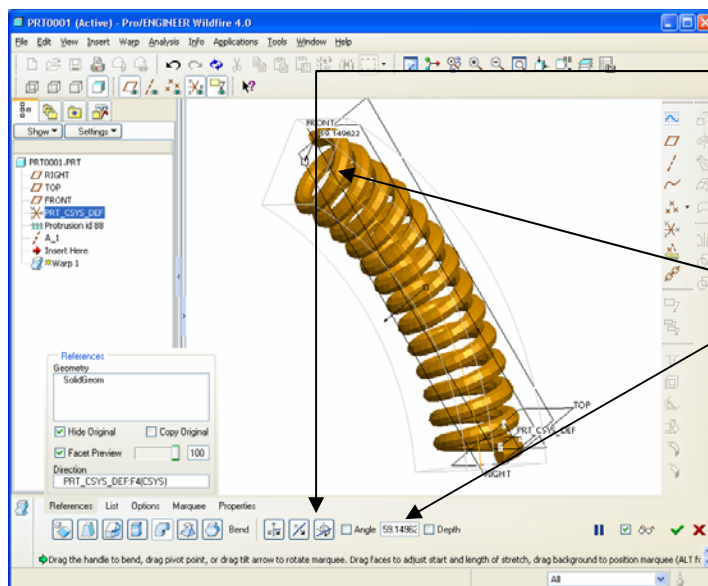 PRT0001 (Active) - Pro/ENGINEER Wildfire 4.0
File Edit View Insert Warp Analysis Info Applications Tools Window Help
Show Settings
PRT0001.PRT
RIGHT
TOP
FRONT
PRT_CSYS_DEF
Protrusion id 88
A_1
Insert Here
Warp 1
FRONT
59.149622
TOP
PRT_CSYS_DEF
RIGHT
References
Geometry
SolidGeom
Hide Original Copy Original
Facet Preview 100
Direction
PRT_CSYS_DEF:F4(CSYS)
References List Options Marquee Properties
Bend Angle 59.14962 Depth
Drag the handle to bend, drag pivot point, or drag tilt arrow to rotate marquee. Drag faces to adjust start and length of stretch, drag background to position marquee (ALT f
All